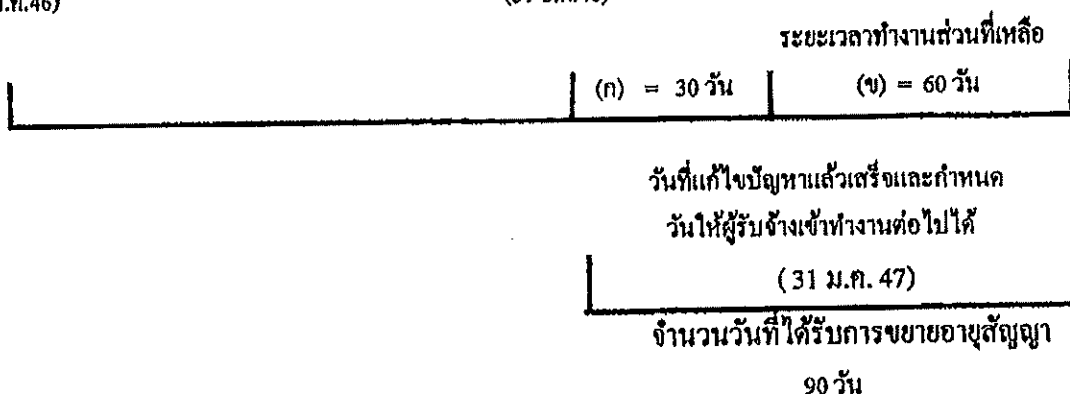 ระยะเวลาทำงานส่วนที่เหลือ
(ก) = 30 วัน (ข) = 60 วัน
วันที่แก้ไขปัญหาแล้วเสร็จและกำหนด
วันให้ผู้รับจ้างเข้าทำงานต่อไปได้
(31 ม.ค. 47)
จำนวนวันที่ได้รับการขยายอายุสัญญา
90 วัน